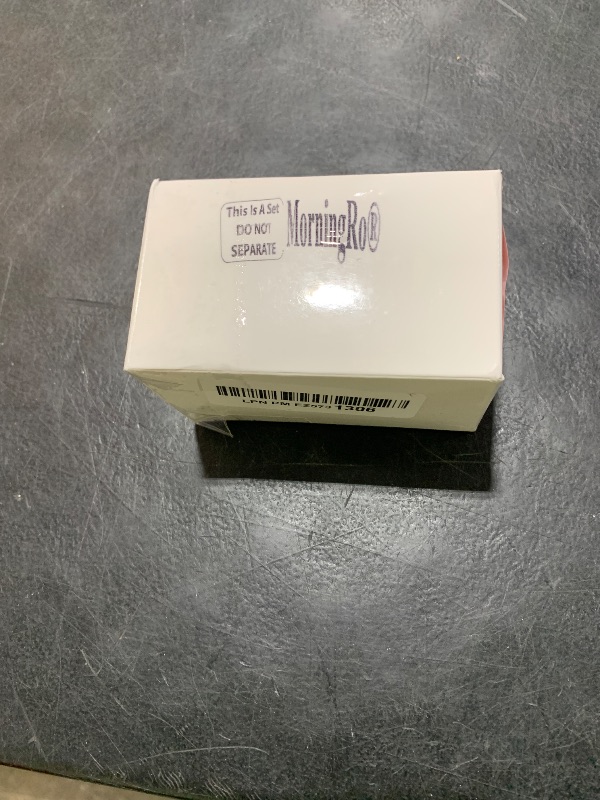 This Is A Set
DO NOT
SEPARATE
MorningRo®
LPN PM 1306